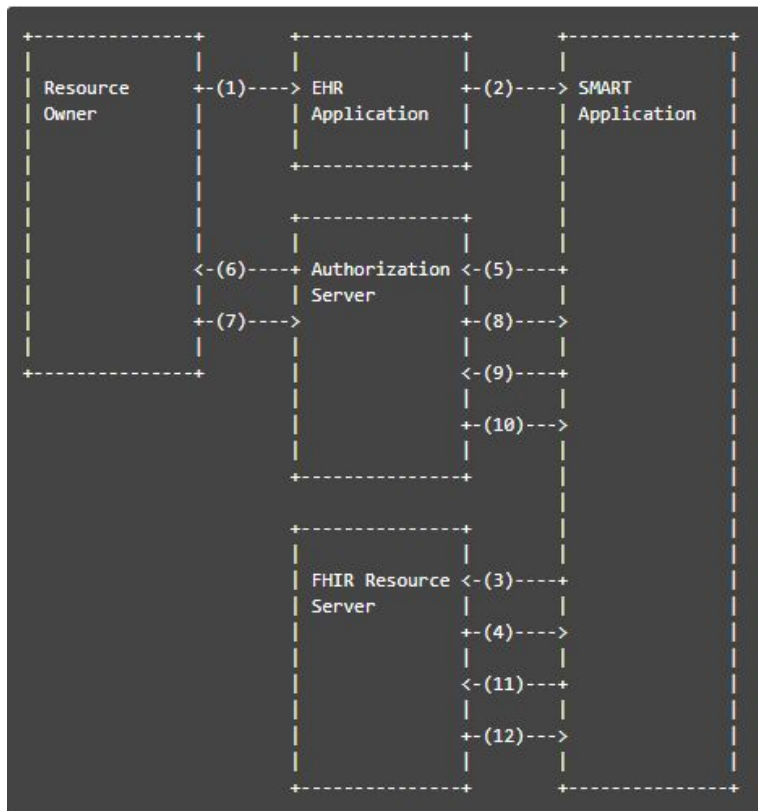 +---------------+        +---------------+        +---------------+
|               |        |               |        |               |
| Resource      +-(1)----> EHR           +-(2)----> SMART         |
| Owner         |        | Application   |        | Application   |
|               |        |               |        |               |
|               |        +---------------+        |               |
|               |                                 |               |
|               |        +---------------+        |               |
|               |        |               |        |               |
|               <-(6)----+ Authorization <-(5)----+               |
|               |        | Server        |        |               |
|               +-(7)---->               +-(8)---->               |
|               |        |               |        |               |
+---------------+        |               <-(9)----+               |
                         |               |        |               |
                         |               +-(10)--->               |
                         |               |        |               |
                         +---------------+        |               |
                                                  |               |
                         +---------------+        |               |
                         |               |        |               |
                         | FHIR Resource <-(3)----+               |
                         | Server        |        |               |
                         |               +-(4)---->               |
                         |               |        |               |
                         |               <-(11)---+               |
                         |               |        |               |
                         |               +-(12)--->               |
                         |               |        |               |
                         +---------------+        +---------------+